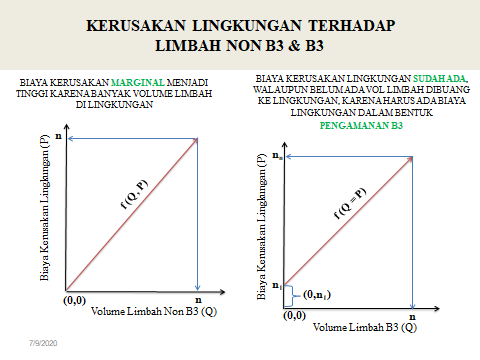 KERUSAKAN LINGKUNGAN TERHADAP
LIMBAH NON B3 & B3
BIAYA KERUSAKAN MARGINAL MENJADI
TINGGI KARENA BANYAK VOLUME LIMBAH
DI LINGKUNGAN
n
f (Q, P)
Biaya Kerusakan Lingkungan (P)
(0,0)
n
Volume Limbah Non B3 (Q)
BIAYA KERUSAKAN LINGKUNGAN SUDAH ADA,
WALAUPUN BELUM ADA VOL LIMBAH DIBUANG
KE LINGKUNGAN, KARENA HARUS ADA BIAYA
LINGKUNGAN DALAM BENTUK
PENGAMANAN B3
nn
f (Q = P)
Biaya Kerusakan Lingkungan (P)
n1
(0,n1)
(0,0)
n
Volume Limbah B3 (Q)
7/9/2020